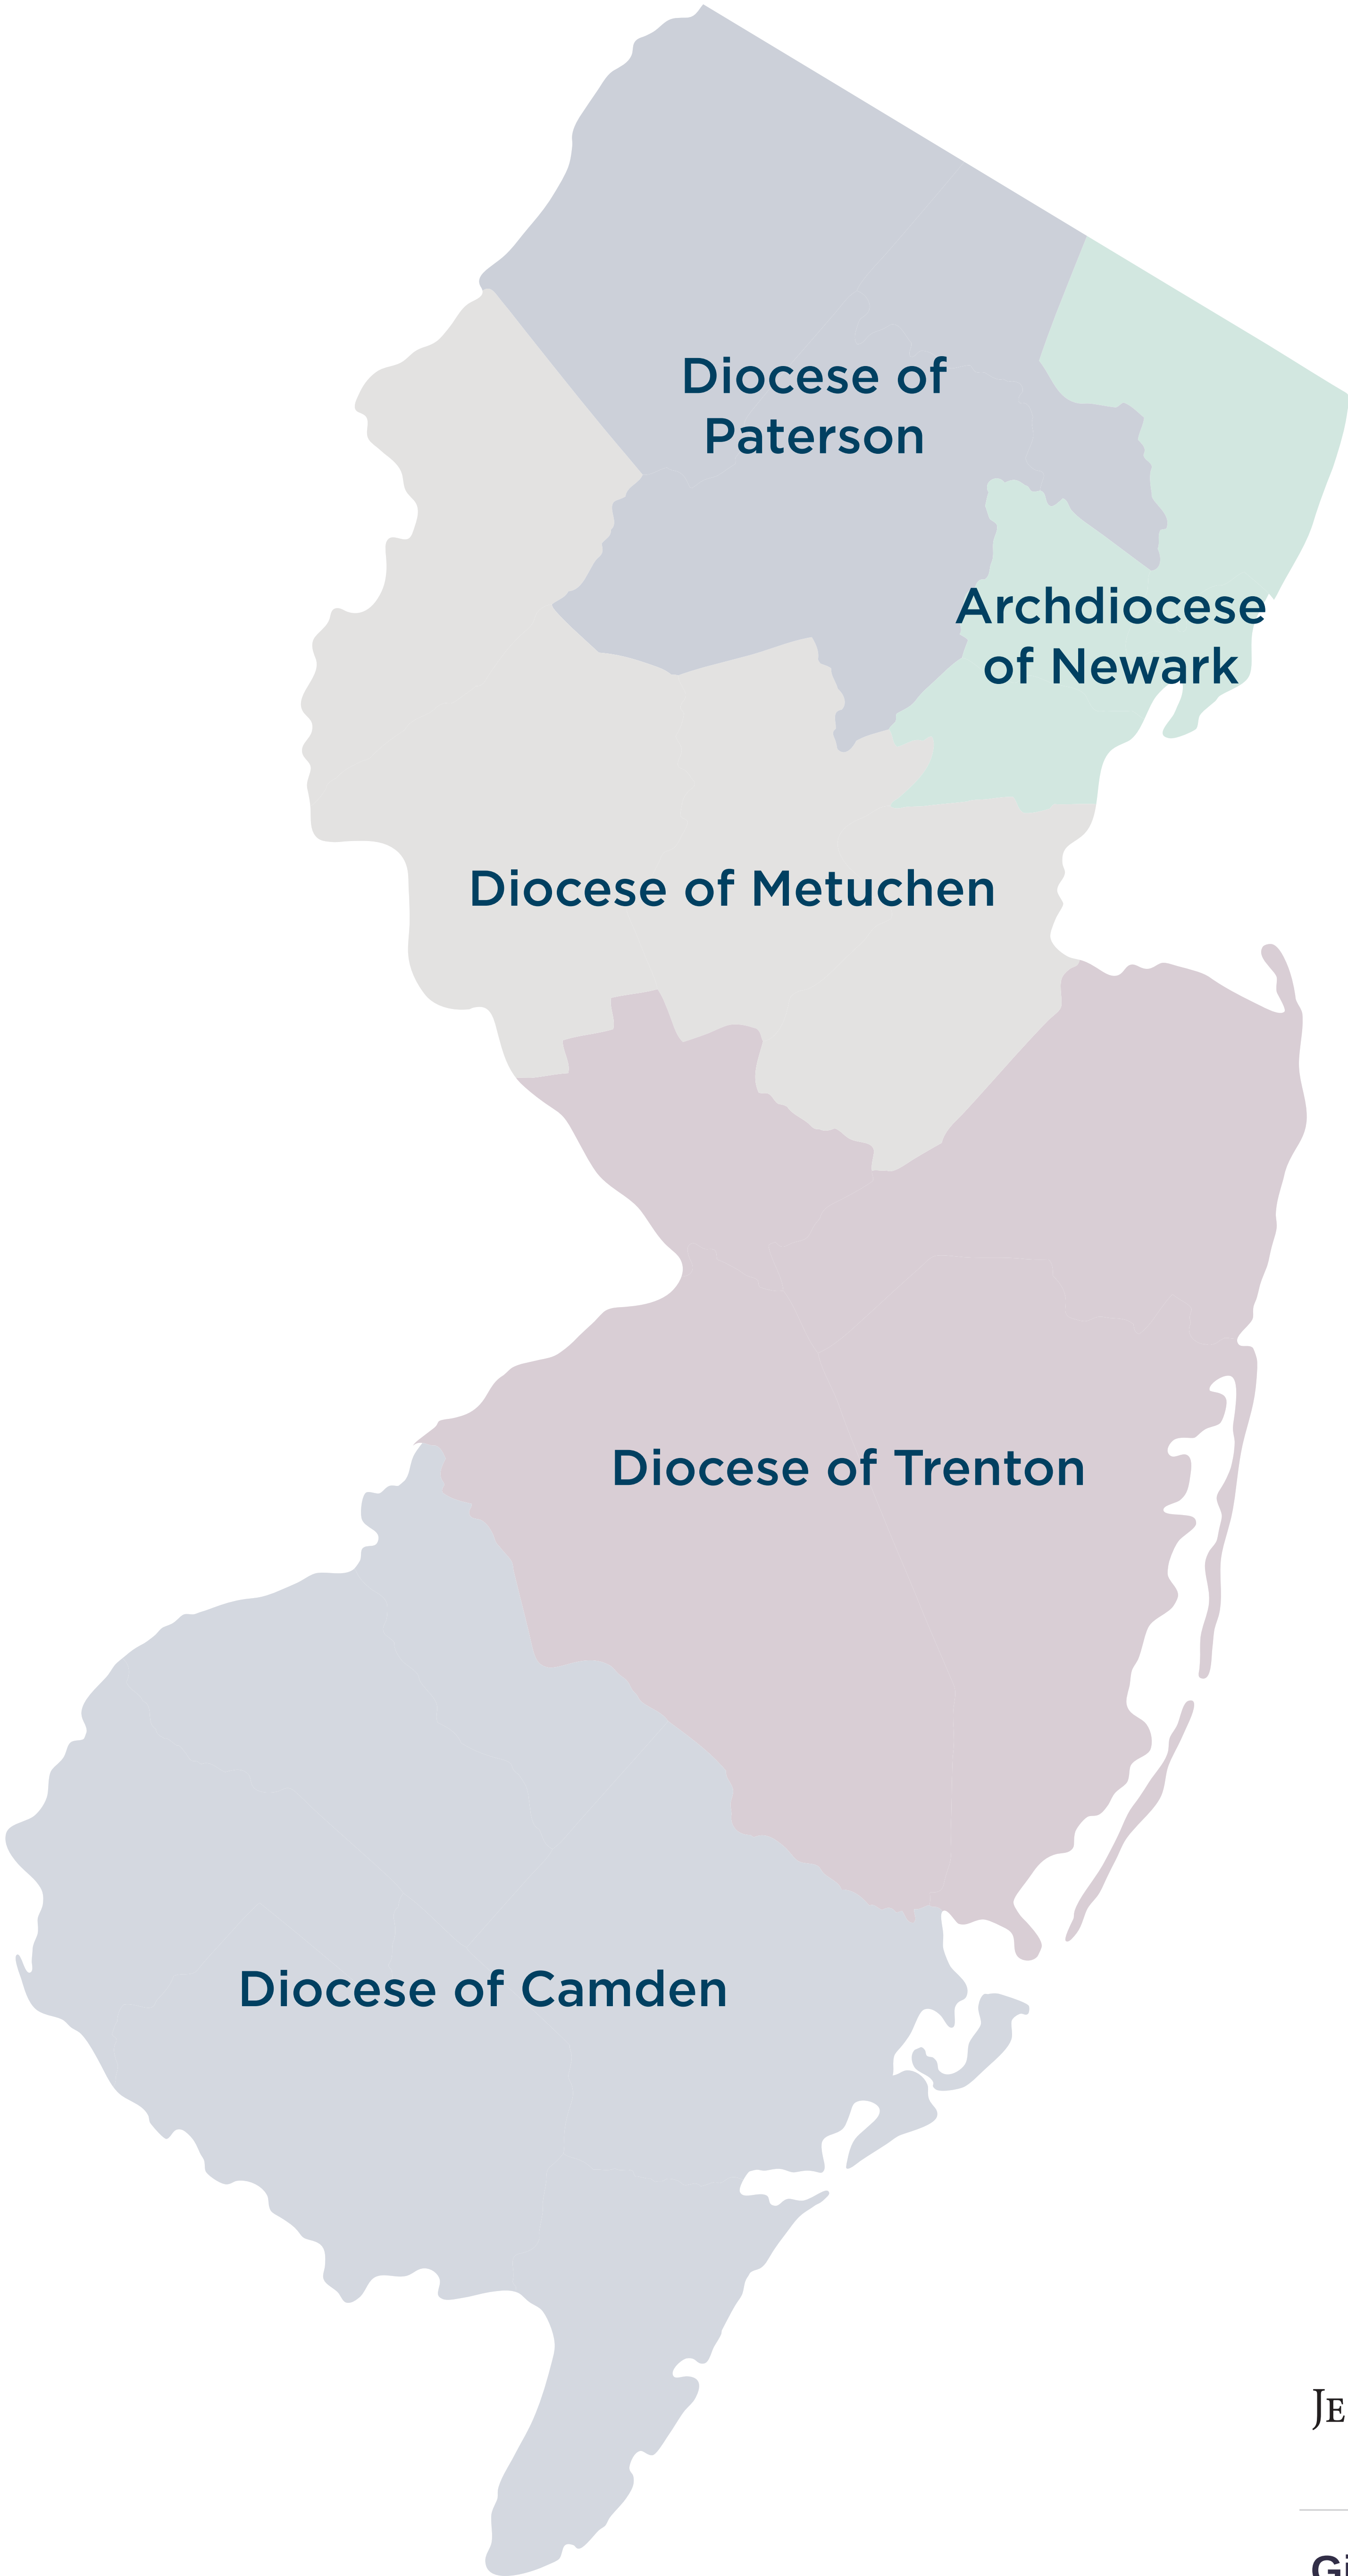 Diocese of
Paterson
Archdiocese
of Newark
Diocese of Metuchen
Diocese of Trenton
Diocese of Camden